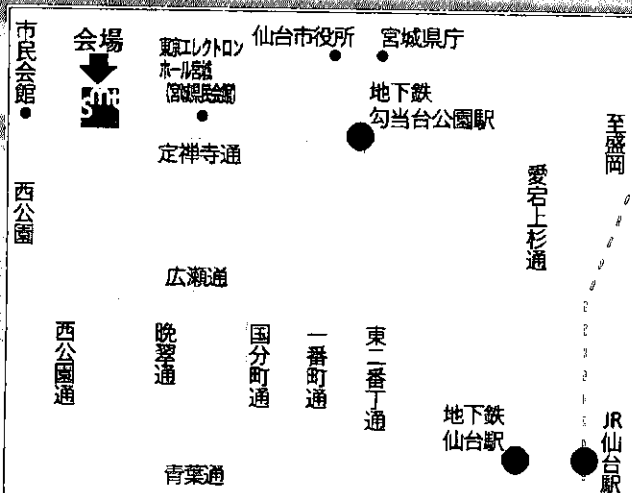 市民会館
会場
smt
東京エレクトロン
ホール宮城
(宮城県民会館)
仙台市役所
宮城県庁
地下鉄
勾当台公園駅
至盛岡
定禅寺通
西公園
愛宕上杉通
広瀬通
西公園通
晩翠通
国分町通
一番町通
東二番丁通
地下鉄
仙台駅
JR仙台駅
青葉通